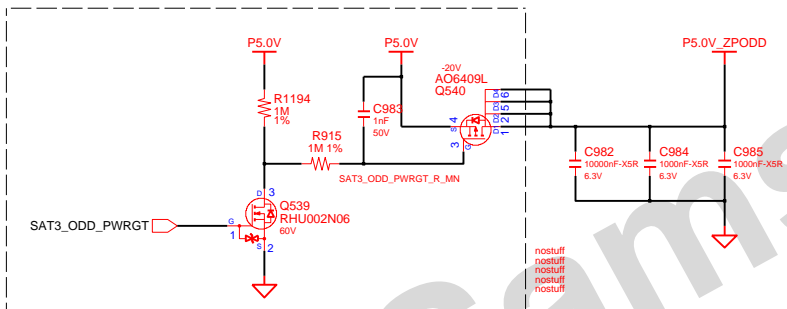 P5.0V
P5.0V
P5.0V_ZPODD
-20V
AO6409L
Q540
D4 6
D3 5
D2 2
D1 1
4 S
3 G
R1194
1M
1%
C983
1nF
50V
R915
1M 1%
SAT3_ODD_PWRGT_R_MN
C982
10000nF-X5R
6.3V
C984
1000nF-X5R
6.3V
C985
1000nF-X5R
6.3V
D 3
Q539
RHU002N06
60V
SAT3_ODD_PWRGT
G
1
S 2
nostuff
nostuff
nostuff
nostuff
nostuff
Sams